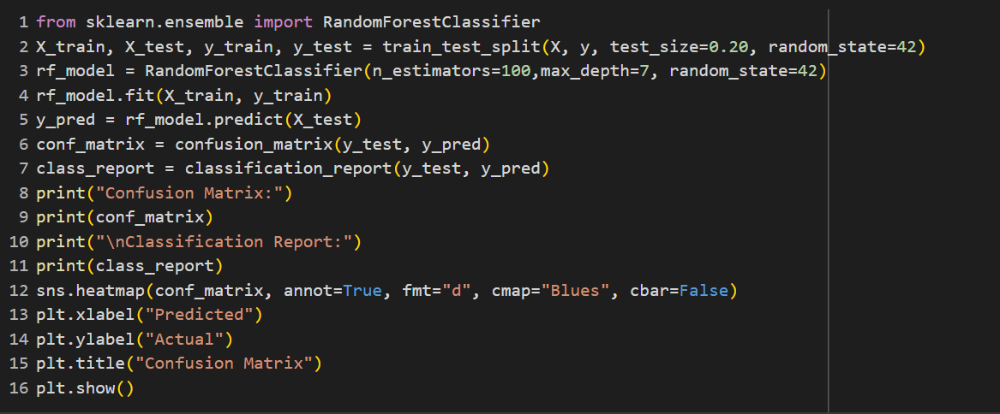 1 from sklearn.ensemble import RandomForestClassifier
2 X_train, X_test, y_train, y_test = train_test_split(X, y, test_size=0.20, random_state=42)
3 rf_model = RandomForestClassifier(n_estimators=100,max_depth=7, random_state=42)
4 rf_model.fit(X_train, y_train)
5 y_pred = rf_model.predict(X_test)
6 conf_matrix = confusion_matrix(y_test, y_pred)
7 class_report = classification_report(y_test, y_pred)
8 print("Confusion Matrix:")
9 print(conf_matrix)
10 print("\nClassification Report:")
11 print(class_report)
12 sns.heatmap(conf_matrix, annot=True, fmt="d", cmap="Blues", cbar=False)
13 plt.xlabel("Predicted")
14 plt.ylabel("Actual")
15 plt.title("Confusion Matrix")
16 plt.show()